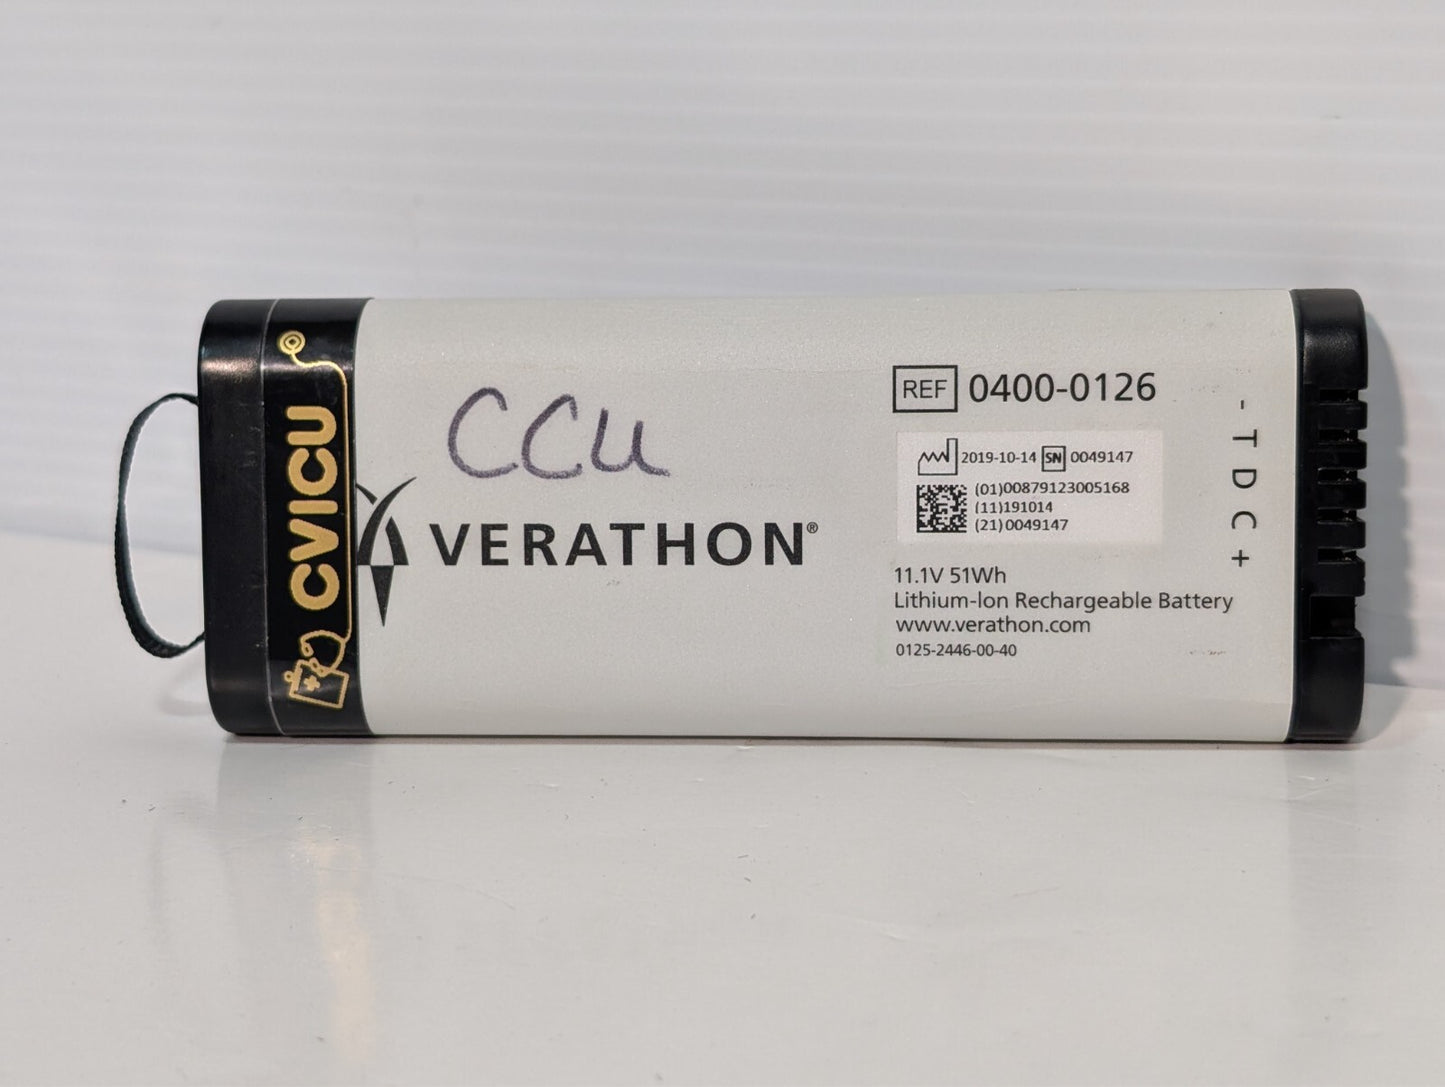 CVICU
CCU
VERATHON®
REF 0400-0126
2019-10-14 SN 0049147
(01)00879123005168
(11)191014
(21)0049147
11.1V 51Wh
Lithium-Ion Rechargeable Battery
www.verathon.com
0125-2446-00-40
- T D C +